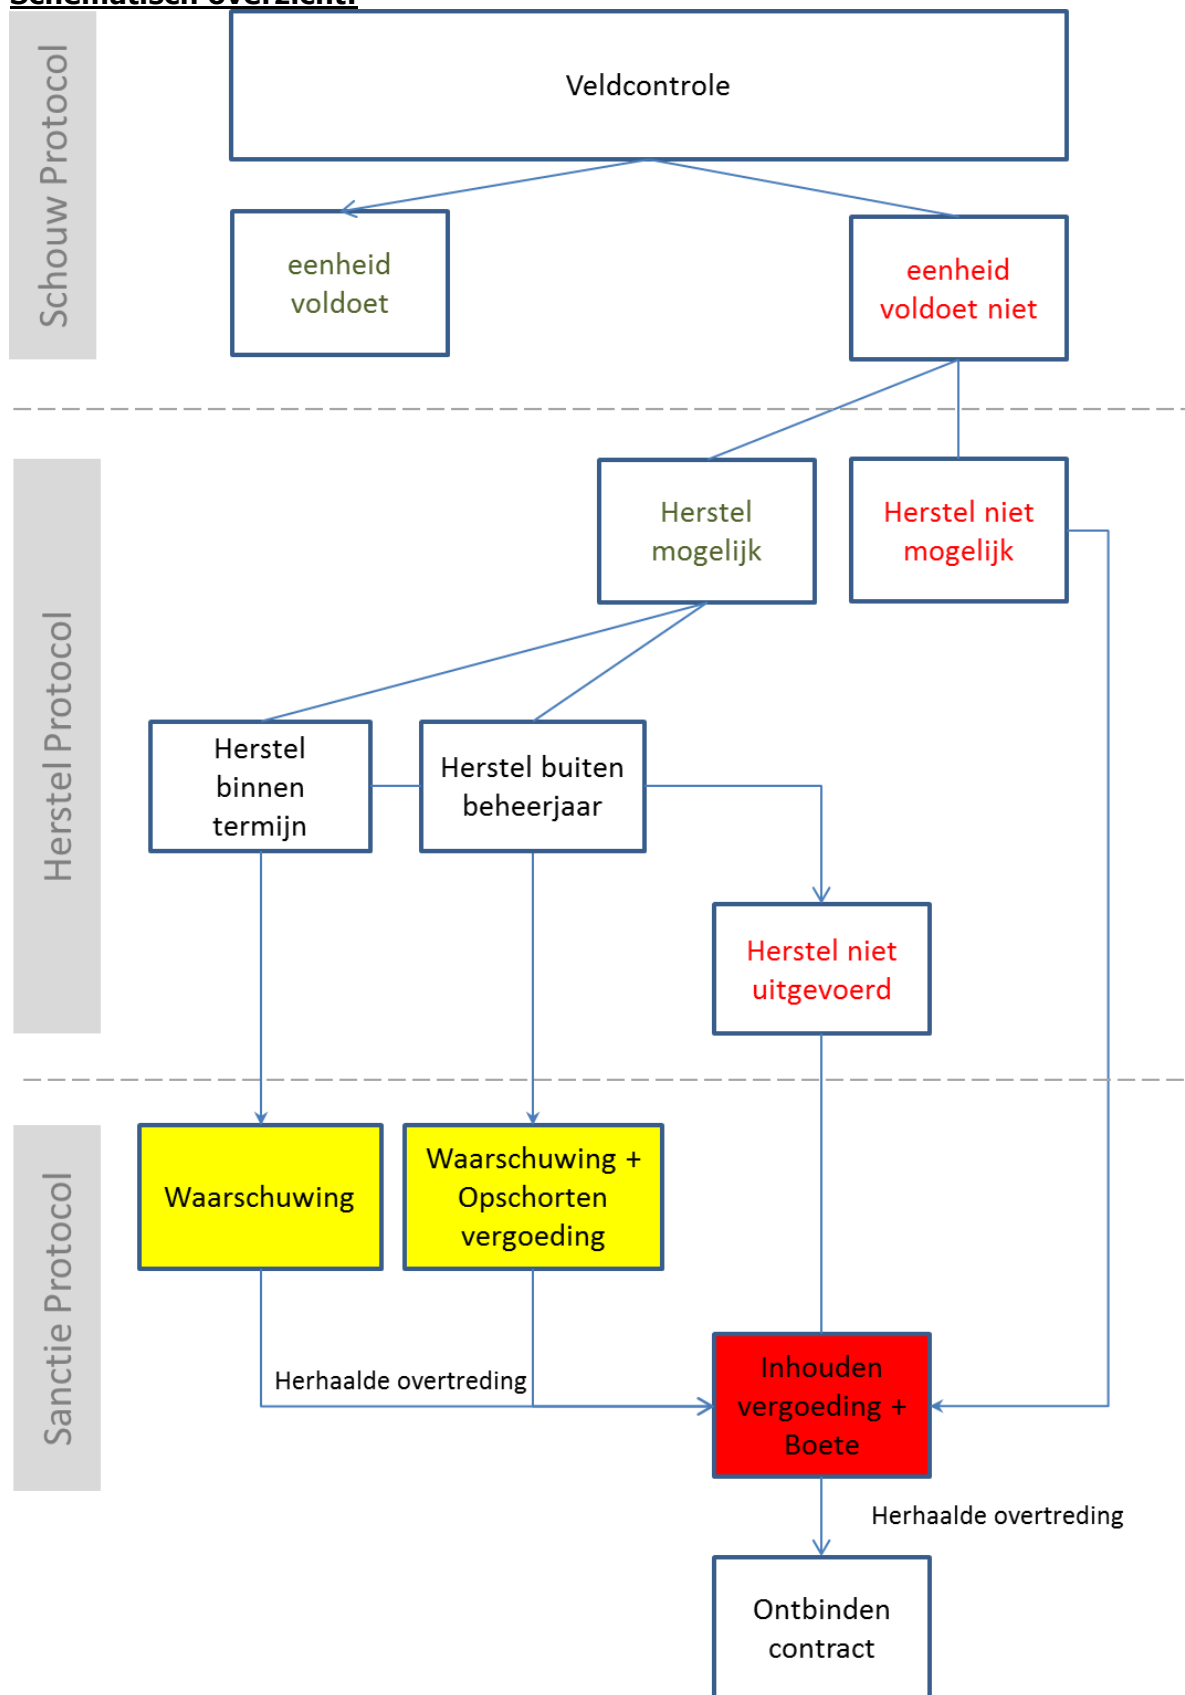 Schematisch overzicht:
Schouw Protocol
Veldcontrole
eenheid
voldoet
eenheid
voldoet niet
Herstel Protocol
Herstel
mogelijk
Herstel niet
mogelijk
Herstel
binnen
termijn
Herstel buiten
beheerjaar
Herstel niet
uitgevoerd
Sanctie Protocol
Waarschuwing
Waarschuwing +
Opschorten
vergoeding
Herhaalde overtreding
Inhouden
vergoeding +
Boete
Herhaalde overtreding
Ontbinden
contract